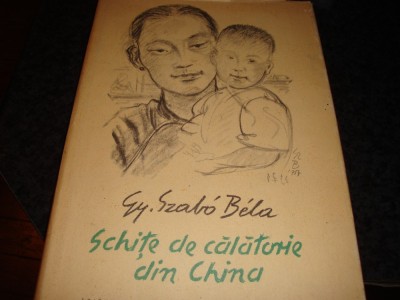 Gy. Szabó Béla
Schițe de călătorie
din China